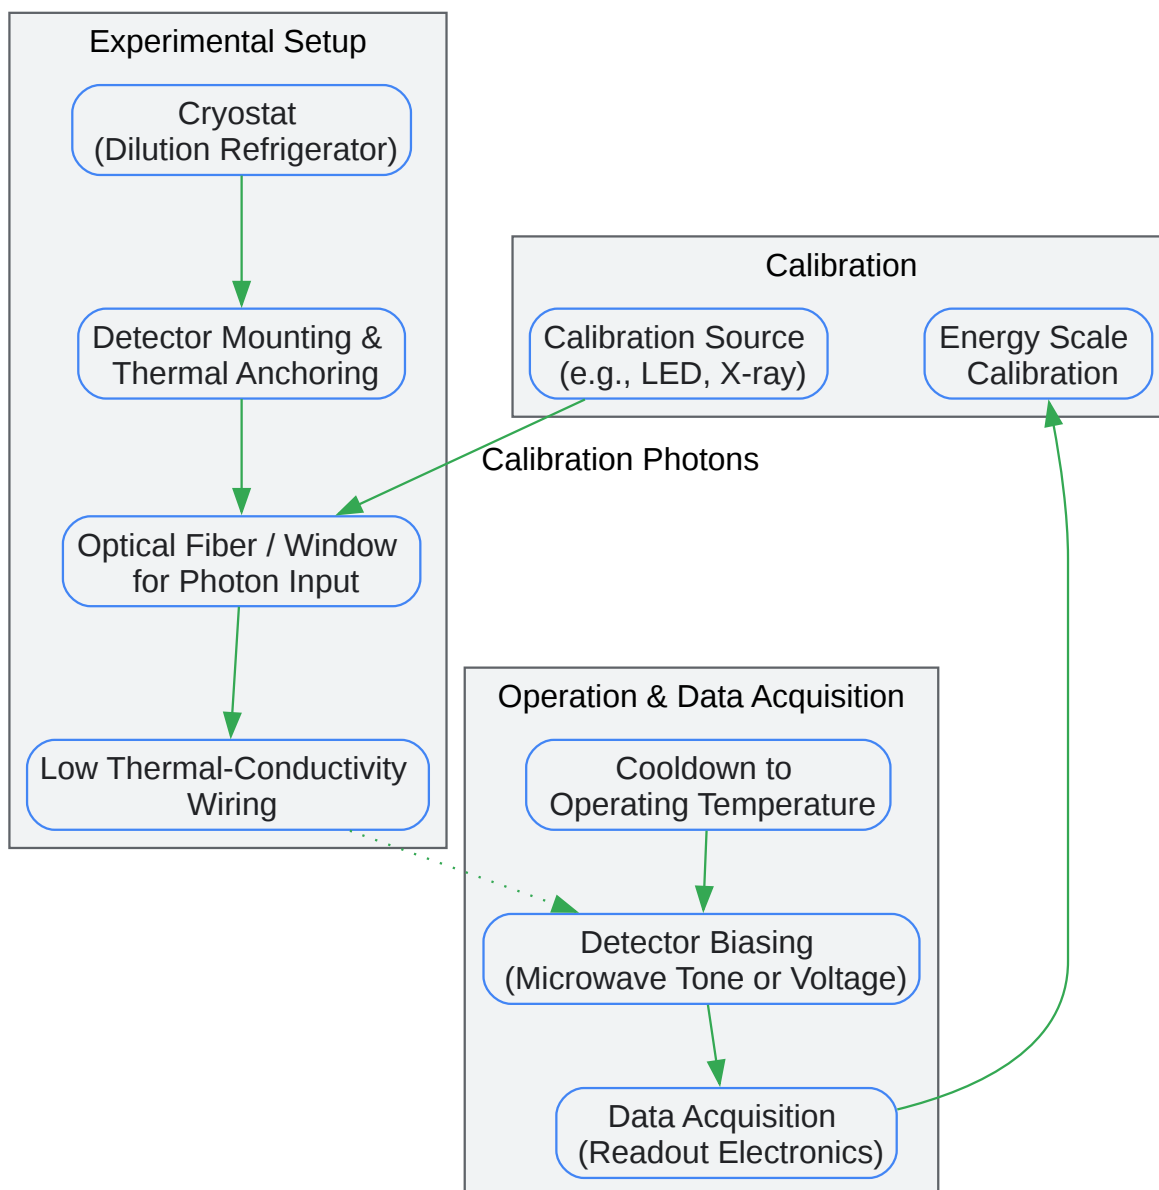 Experimental Setup
Cryostat
(Dilution Refrigerator)
Detector Mounting &
Thermal Anchoring
Optical Fiber / Window
for Photon Input
Low Thermal-Conductivity
Wiring
Calibration
Calibration Source
(e.g., LED, X-ray)
Energy Scale
Calibration
Calibration Photons
Operation & Data Acquisition
Cooldown to
Operating Temperature
Detector Biasing
(Microwave Tone or Voltage)
Data Acquisition
(Readout Electronics)